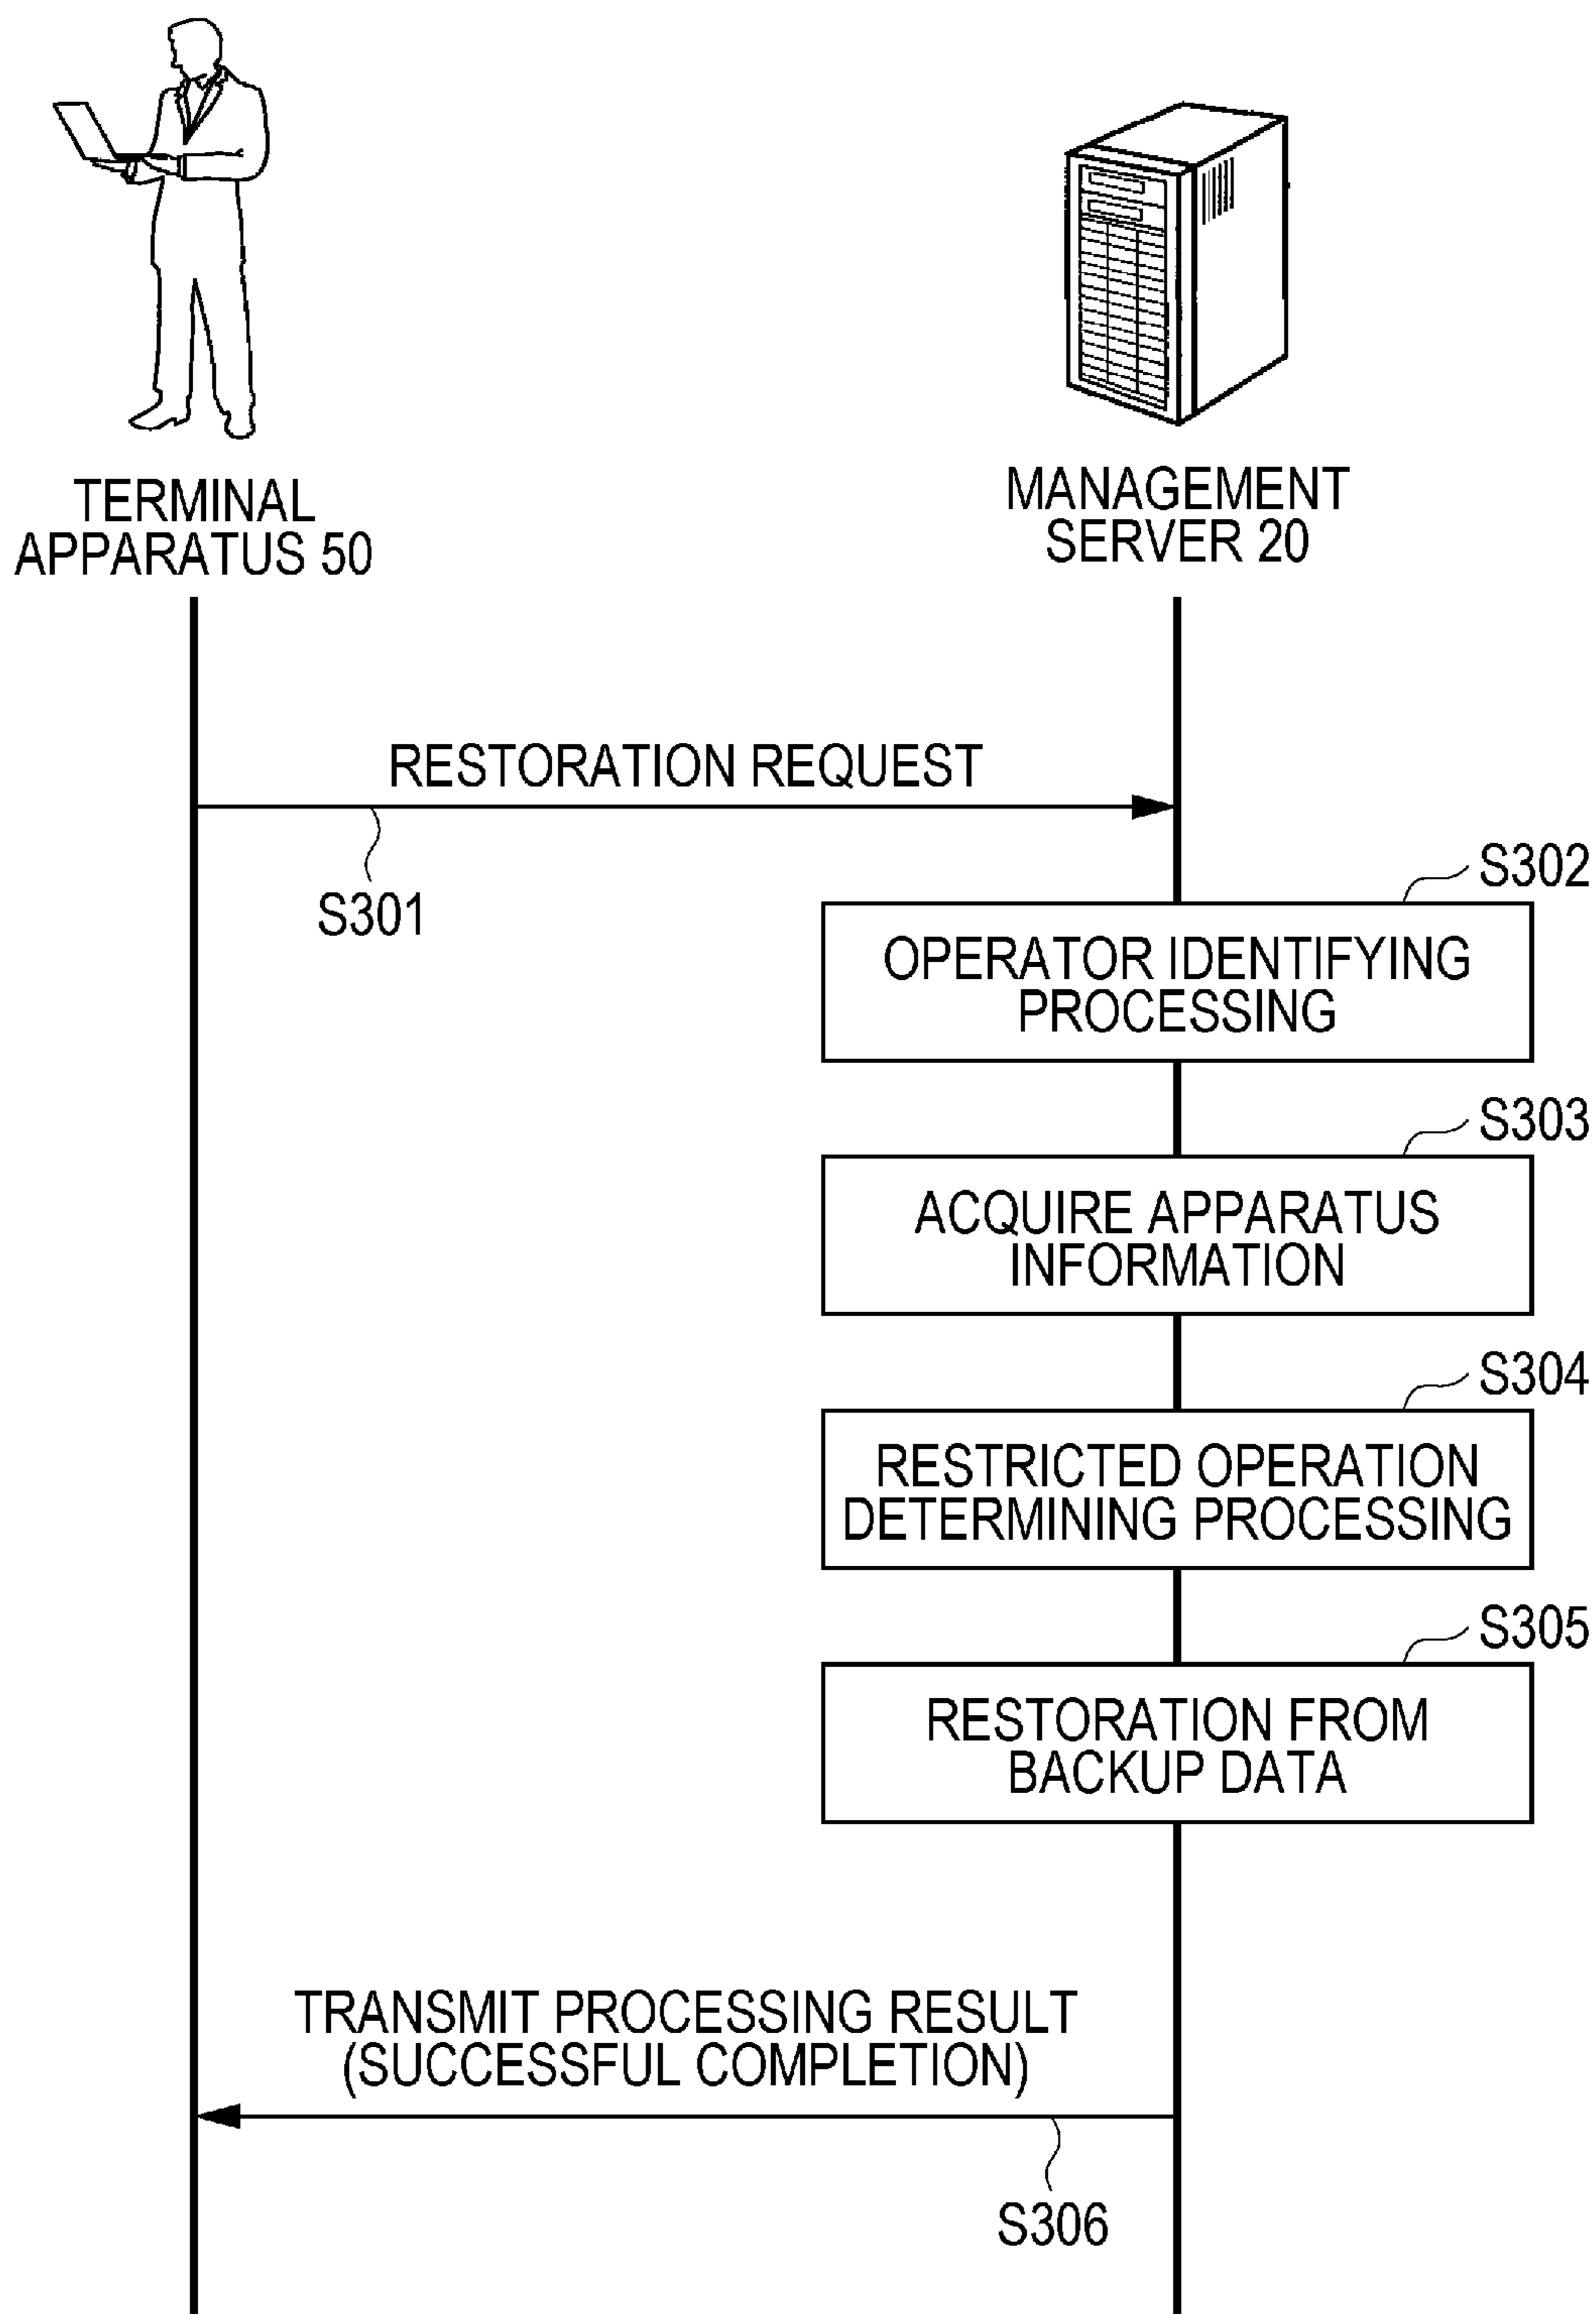 TERMINAL
APPARATUS 50
MANAGEMENT
SERVER 20
RESTORATION REQUEST
S301
S302
OPERATOR IDENTIFYING
PROCESSING
S303
ACQUIRE APPARATUS
INFORMATION
S304
RESTRICTED OPERATION
DETERMINING PROCESSING
S305
RESTORATION FROM
BACKUP DATA
TRANSMIT PROCESSING RESULT
(SUCCESSFUL COMPLETION)
S306